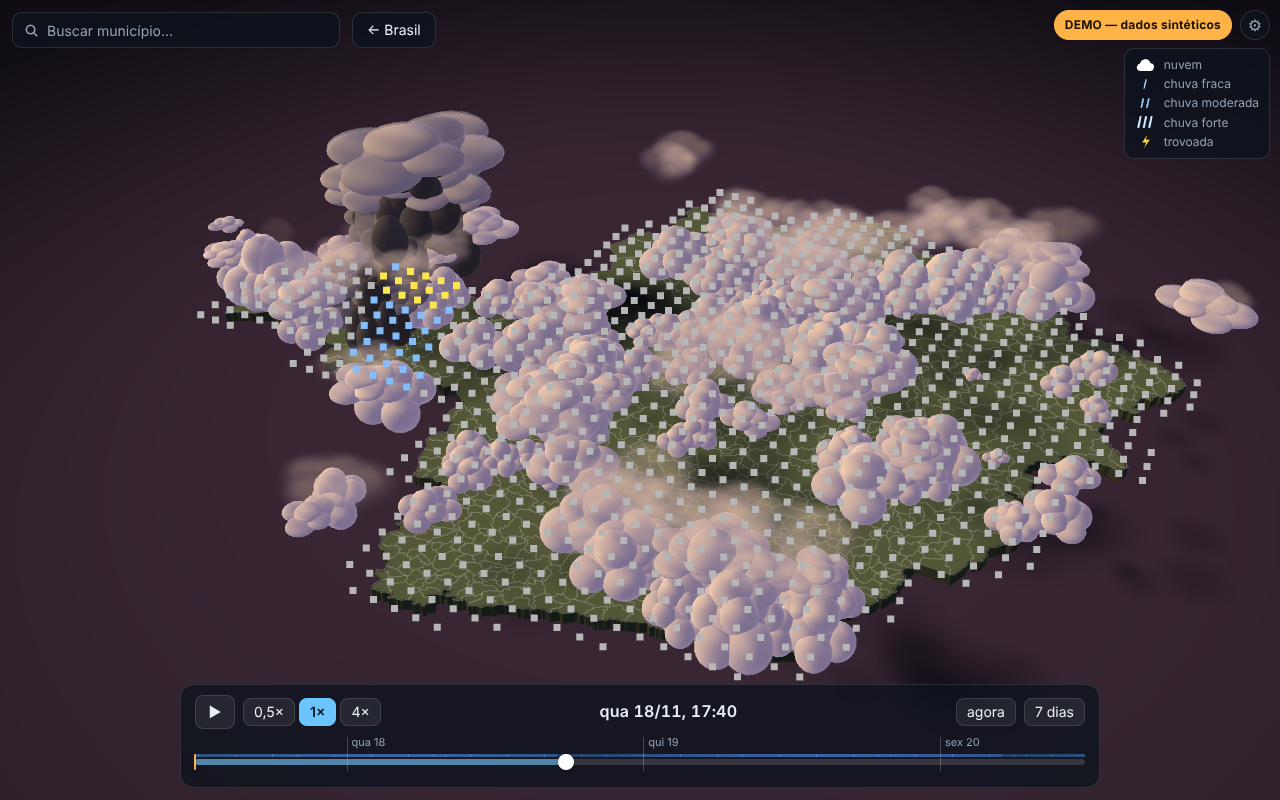 Buscar município...
← Brasil
DEMO — dados sintéticos
nuvem
chuva fraca
chuva moderada
chuva forte
trovoada
0,5×
1×
4×
qua 18/11, 17:40
agora
7 dias
qua 18
qui 19
sex 20